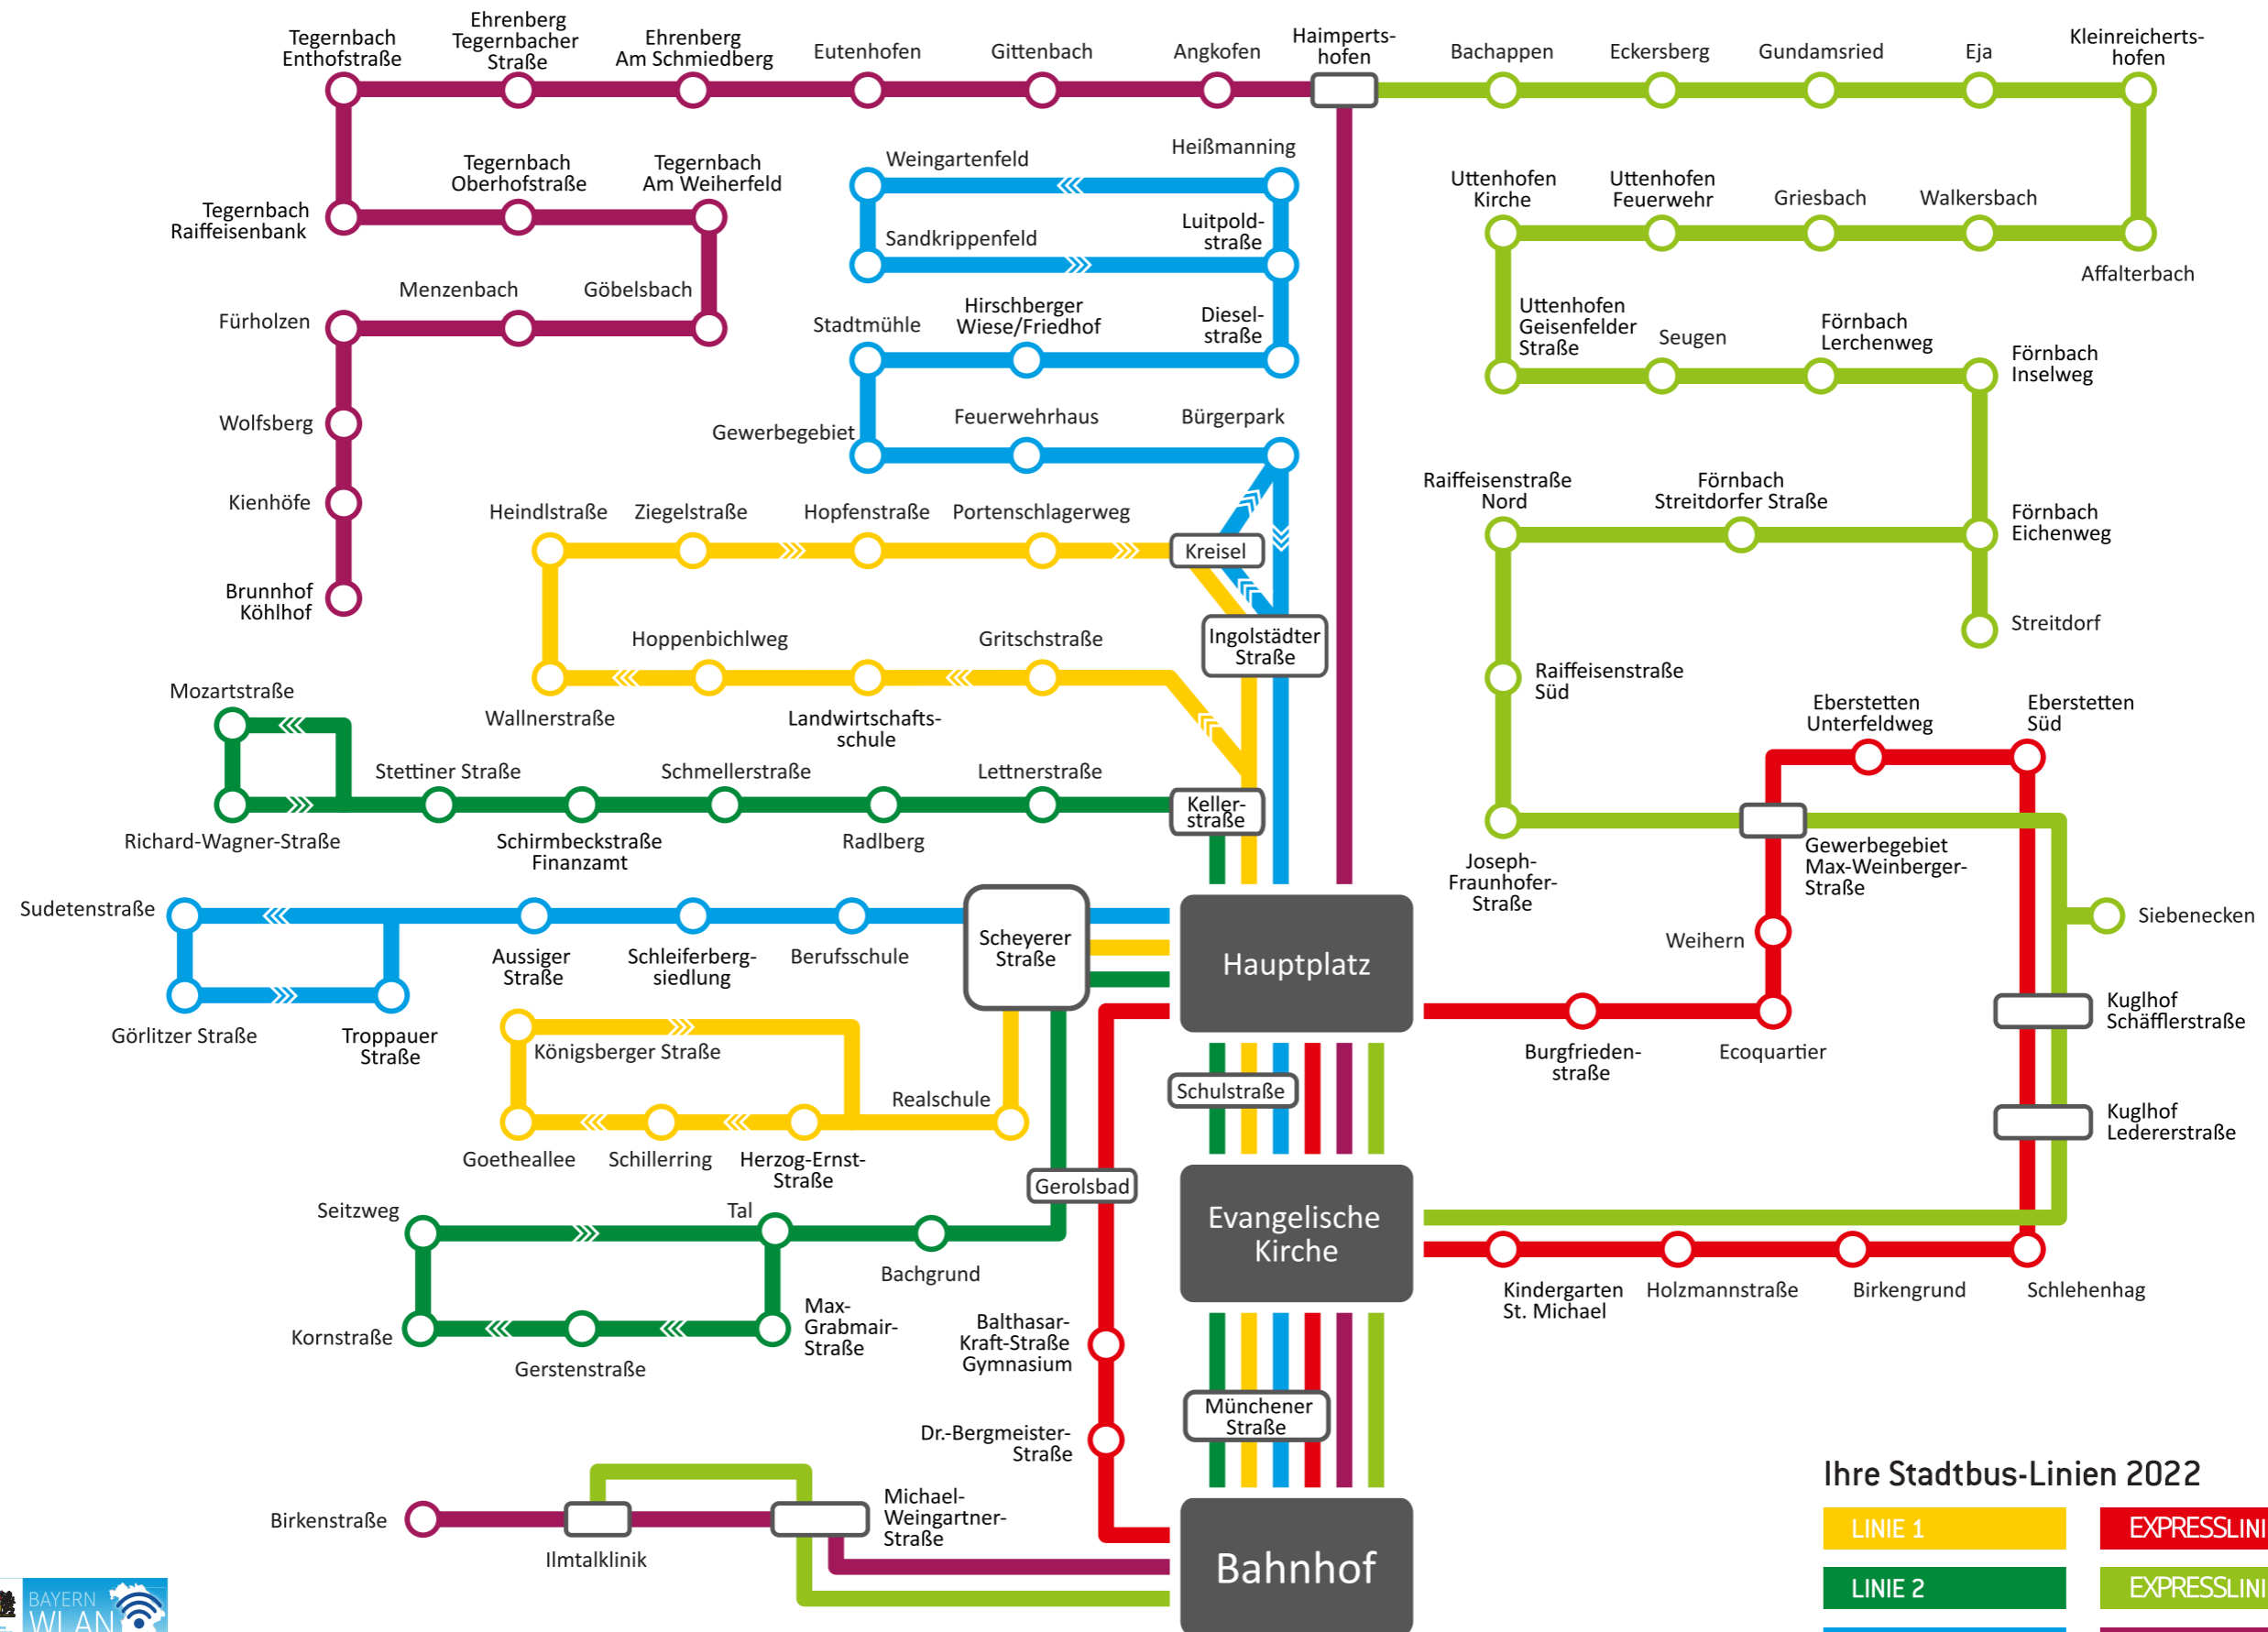 Tegernbach
Enthofstraße
Ehrenberg
Tegernbacher
Straße
Ehrenberg
Am Schmiedberg
Eutenhofen
Gittenbach
Angkofen
Haimperts-
hofen
Bachappen
Eckersberg
Gundamsried
Eja
Kleinreicherts-
hofen
Tegernbach
Raiffeisenbank
Tegernbach
Oberhofstraße
Tegernbach
Am Weiherfeld
Weingartenfeld
Heißmanning
Sandkrippenfeld
Luitpold-
straße
Uttenhofen
Kirche
Uttenhofen
Feuerwehr
Griesbach
Walkersbach
Affalterbach
Fürholzen
Menzenbach
Göbelsbach
Stadtmühle
Hirschberger
Wiese/Friedhof
Diesel-
straße
Uttenhofen
Geisenfelder
Straße
Seugen
Förnbach
Lerchenweg
Förnbach
Inselweg
Wolfsberg
Gewerbegebiet
Feuerwehrhaus
Bürgerpark
Kienhöfe
Heindlstraße
Ziegelstraße
Hopfenstraße
Portenschlagerweg
Kreisel
Raiffeisenstraße
Nord
Förnbach
Streitdorfer Straße
Förnbach
Eichenweg
Brunnhof
Köhlhof
Hoppenbichlweg
Gritschstraße
Ingolstädter
Straße
Streitdorf
Mozartstraße
Wallnerstraße
Landwirtschafts-
schule
Raiffeisenstraße
Süd
Eberstetten
Unterfeldweg
Eberstetten
Süd
Stettiner Straße
Schmellerstraße
Lettnerstraße
Keller-
straße
Richard-Wagner-Straße
Schirmbeckstraße
Finanzamt
Radlberg
Joseph-
Fraunhofer-
Straße
Gewerbegebiet
Max-Weinberger-
Straße
Sudetenstraße
Aussiger
Straße
Schleiferberg-
siedlung
Berufsschule
Scheyerer
Straße
Hauptplatz
Weihern
Siebenecken
Görlitzer Straße
Troppauer
Straße
Königsberger Straße
Burgfrieden-
straße
Ecoquartier
Kuglhof
Schäfflerstraße
Realschule
Schulstraße
Kuglhof
Ledererstraße
Goetheallee
Schillerring
Herzog-Ernst-
Straße
Gerolsbad
Seitzweg
Tal
Bachgrund
Evangelische
Kirche
Kornstraße
Gerstenstraße
Max-
Grabmair-
Straße
Kindergarten
St. Michael
Holzmannstraße
Birkengrund
Schlehenhag
Balthasar-
Kraft-Straße
Gymnasium
Münchener
Straße
Dr.-Bergmeister-
Straße
Birkenstraße
Ilmtalklinik
Michael-
Weingartner-
Straße
Bahnhof
Ihre Stadtbus-Linien 2022
LINIE 1
EXPRESSLINI
LINIE 2
EXPRESSLINI
BAYERN
WLAN